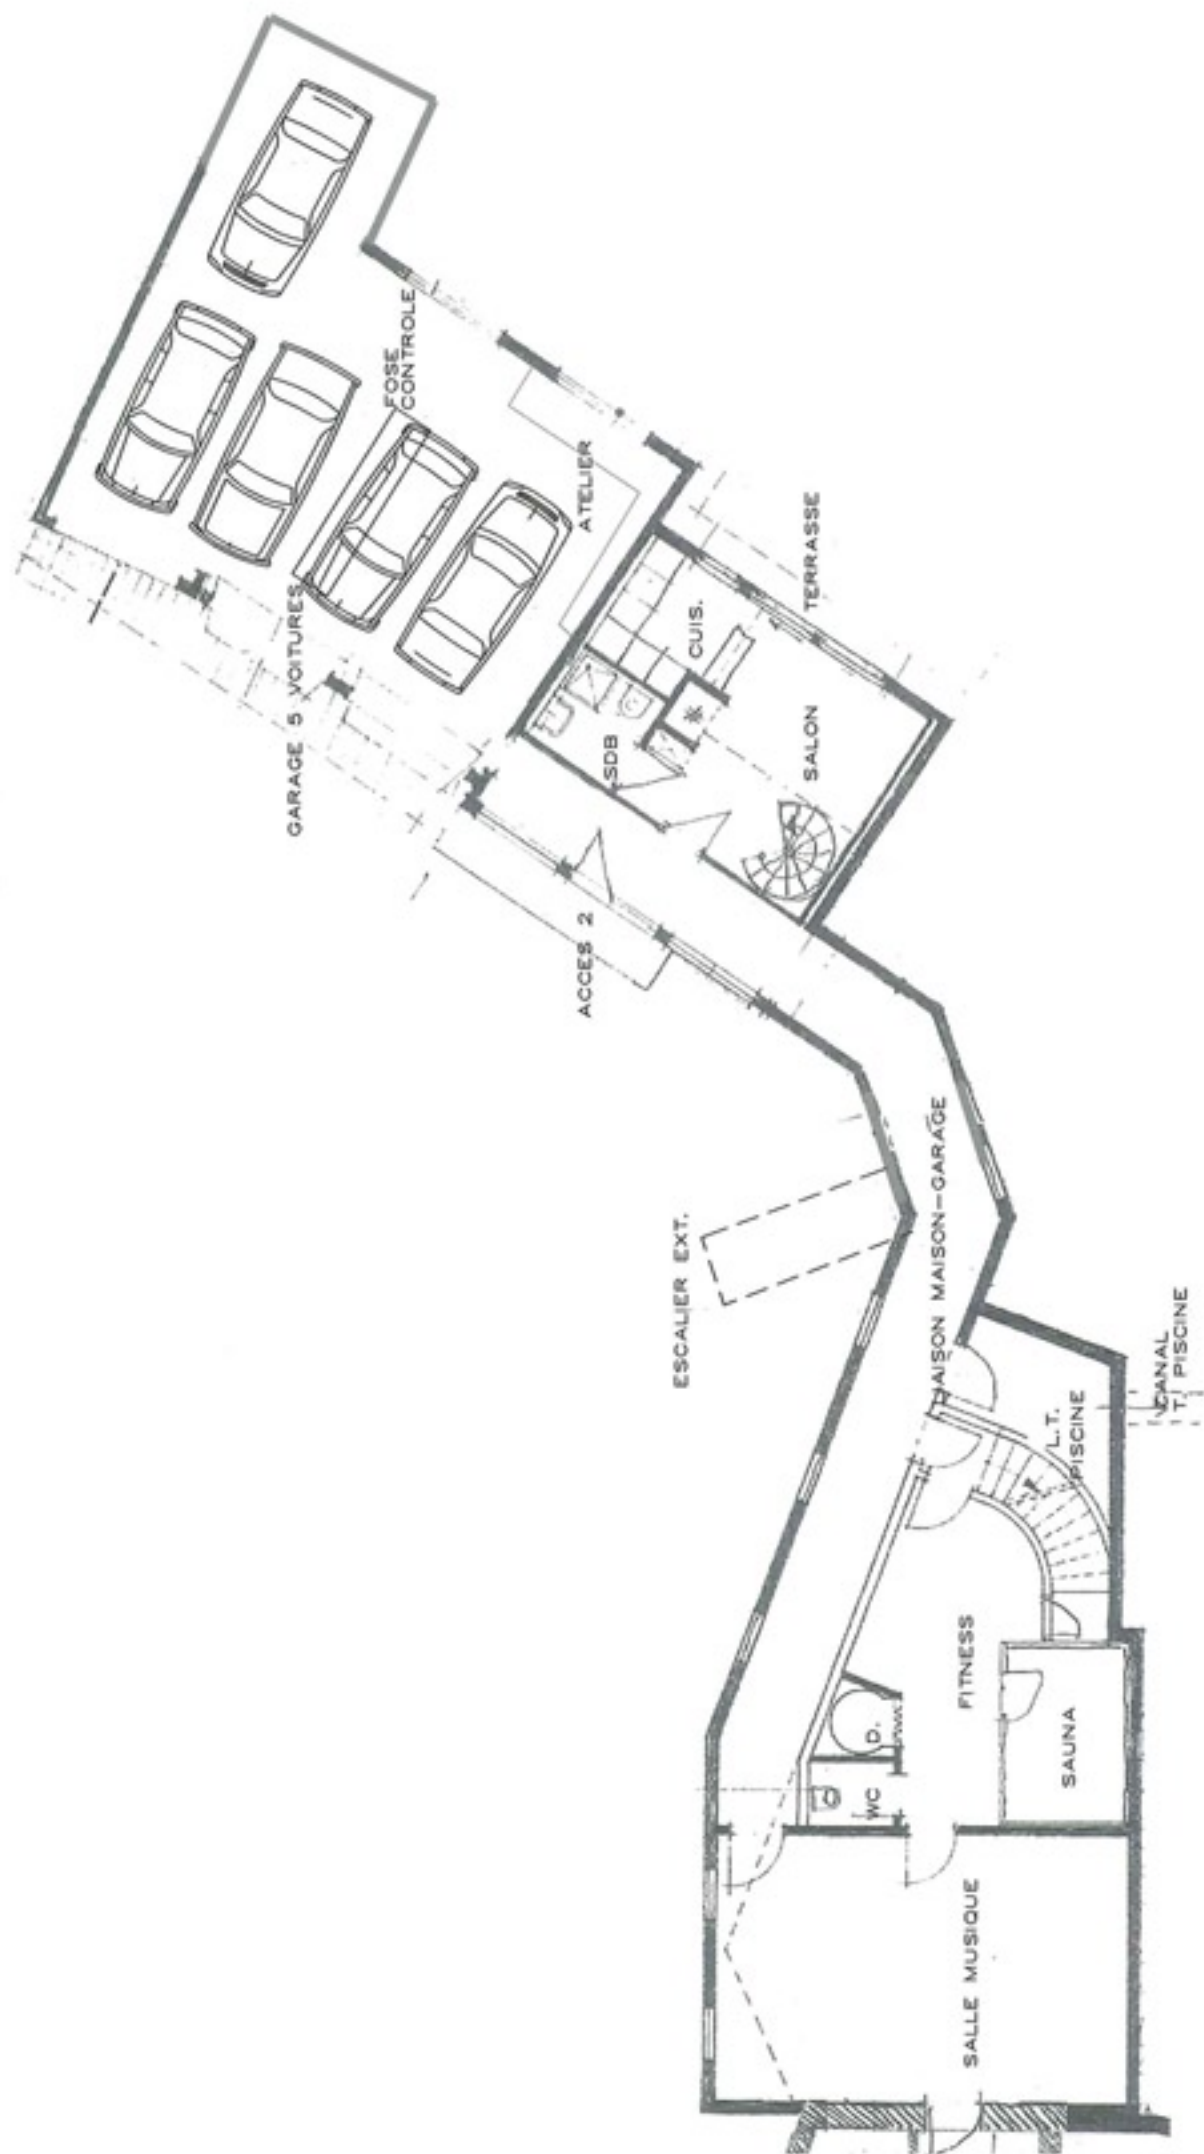 GARAGE 5 VOITURES
FOSE
CONTROLE
ATELIER
CUIS.
TERRASSE
SDB
SALON
ACCES 2
ESCALIER EXT.
MAISON-GARAGE
L.T.
PISCINE
CANAL
T. PISCINE
FITNESS
D.
WC
SAUNA
SALLE MUSIQUE